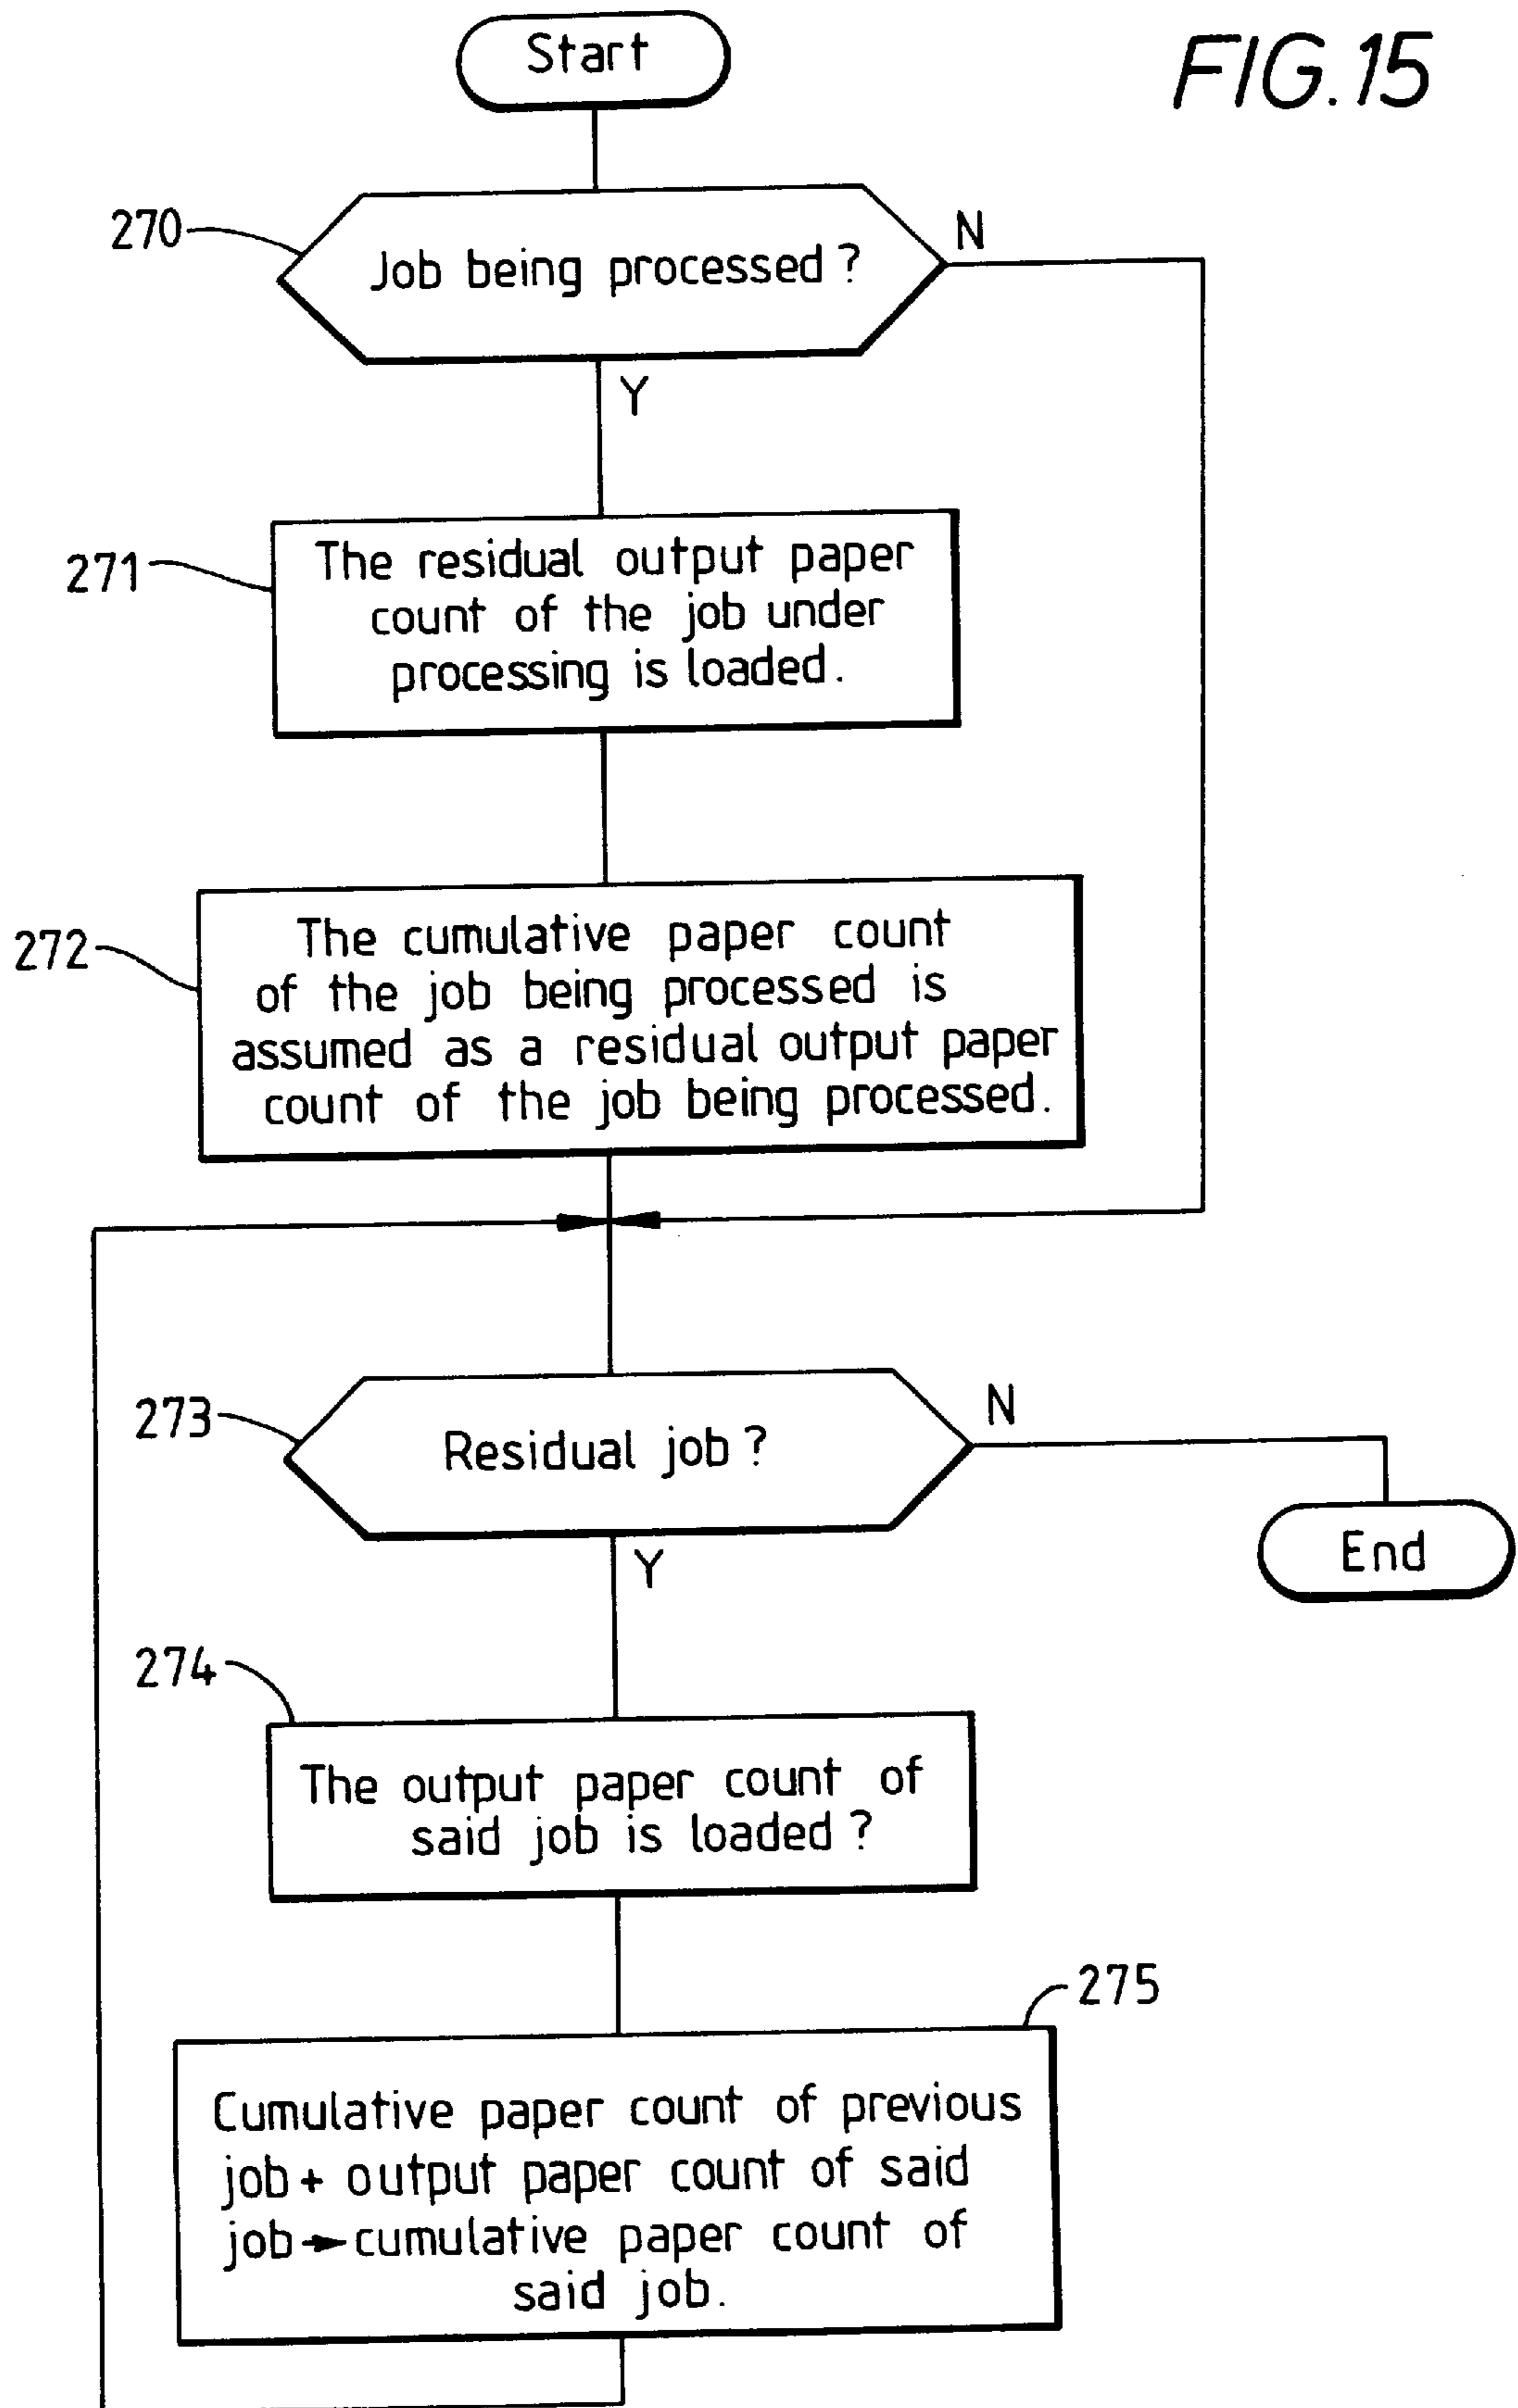 FIG.15
Start
270
Job being processed?
N
Y
271
The residual output paper
count of the job under
processing is loaded.
272
The cumulative paper count
of the job being processed is
assumed as a residual output paper
count of the job being processed.
273
Residual job?
N
End
Y
274
The output paper count of
said job is loaded?
275
Cumulative paper count of previous
job + output paper count of said
job → cumulative paper count of
said job.